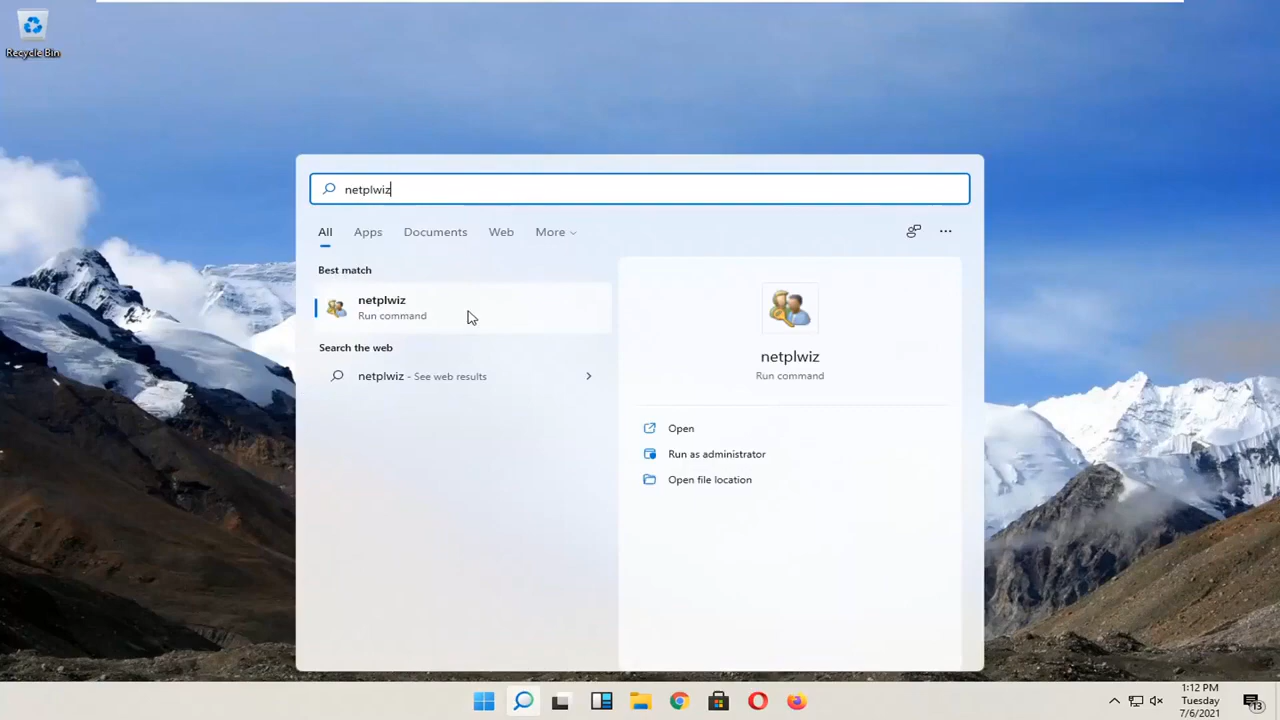 Recycle Bin
netplwiz
All Apps Documents Web More
Best match
netplwiz
Run command
Search the web
netplwiz - See web results
netplwiz
Run command
Open
Run as administrator
Open file location
1:12 PM
Tuesday
7/6/2021
13